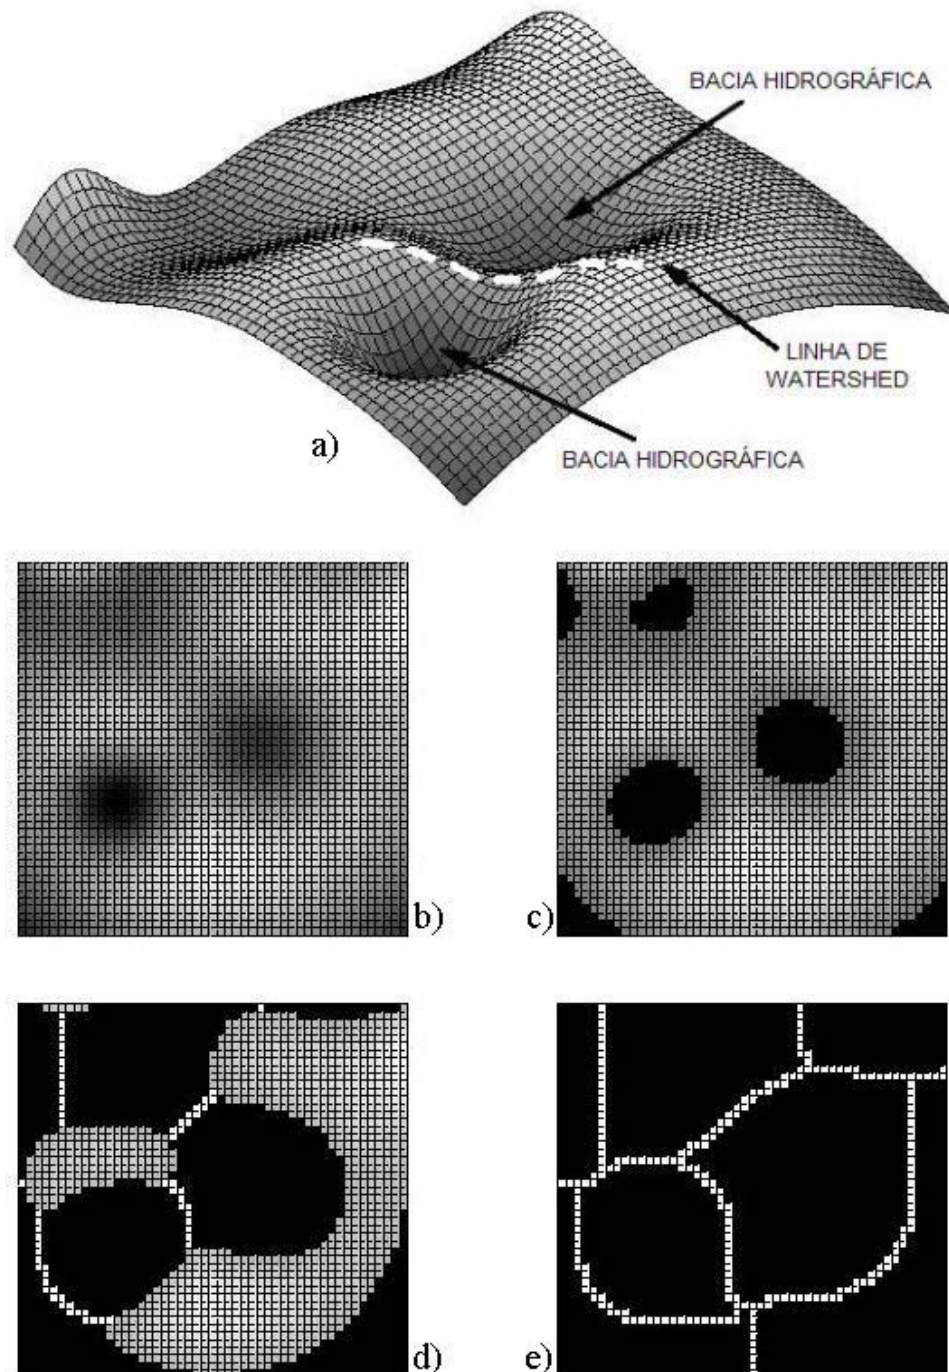 BACIA HIDROGRÁFICA
LINHA DE
WATERSHED
BACIA HIDROGRÁFICA
a)
b)
c)
d)
e)